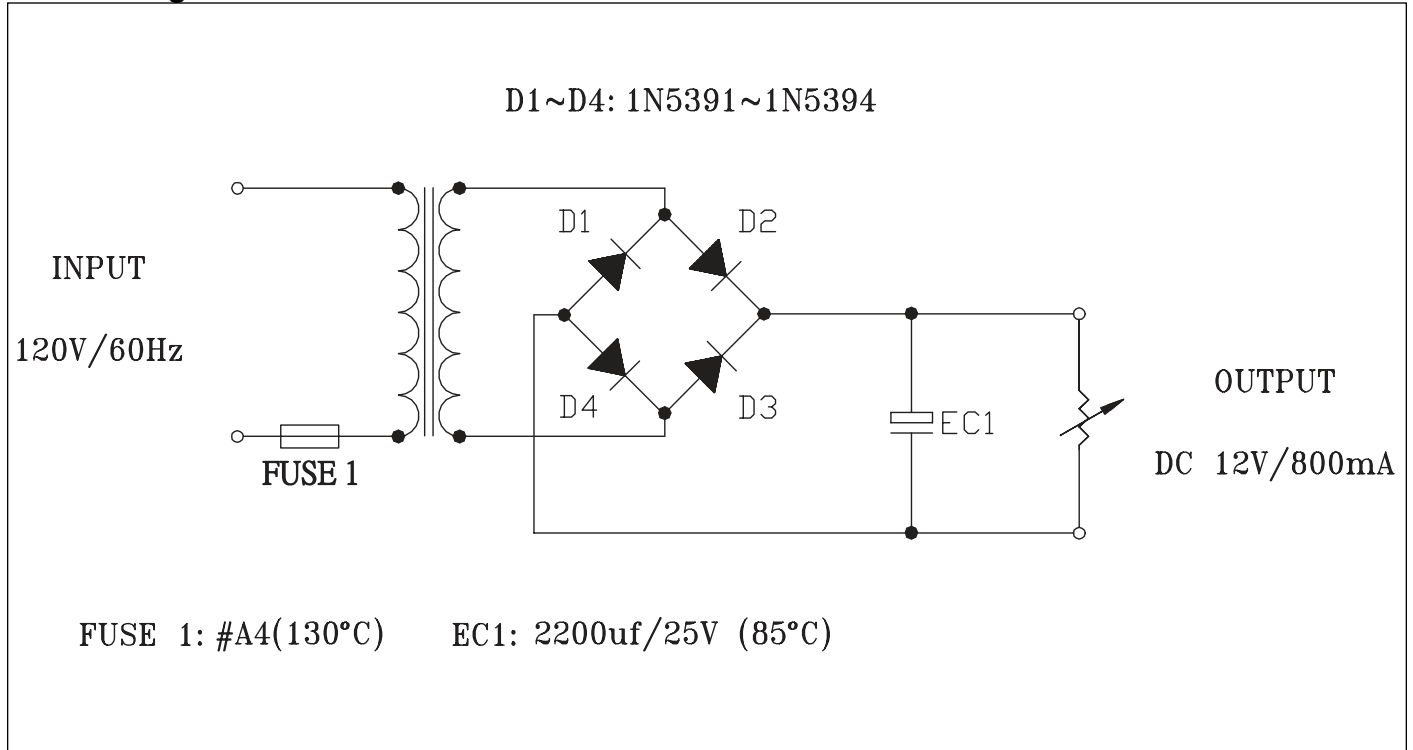 D1~D4: 1N5391~1N5394
D1
D2
INPUT
120V/60Hz
D4
D3
EC1
OUTPUT
DC 12V/800mA
FUSE 1
FUSE 1: #A4(130°C)
EC1: 2200uf/25V (85°C)